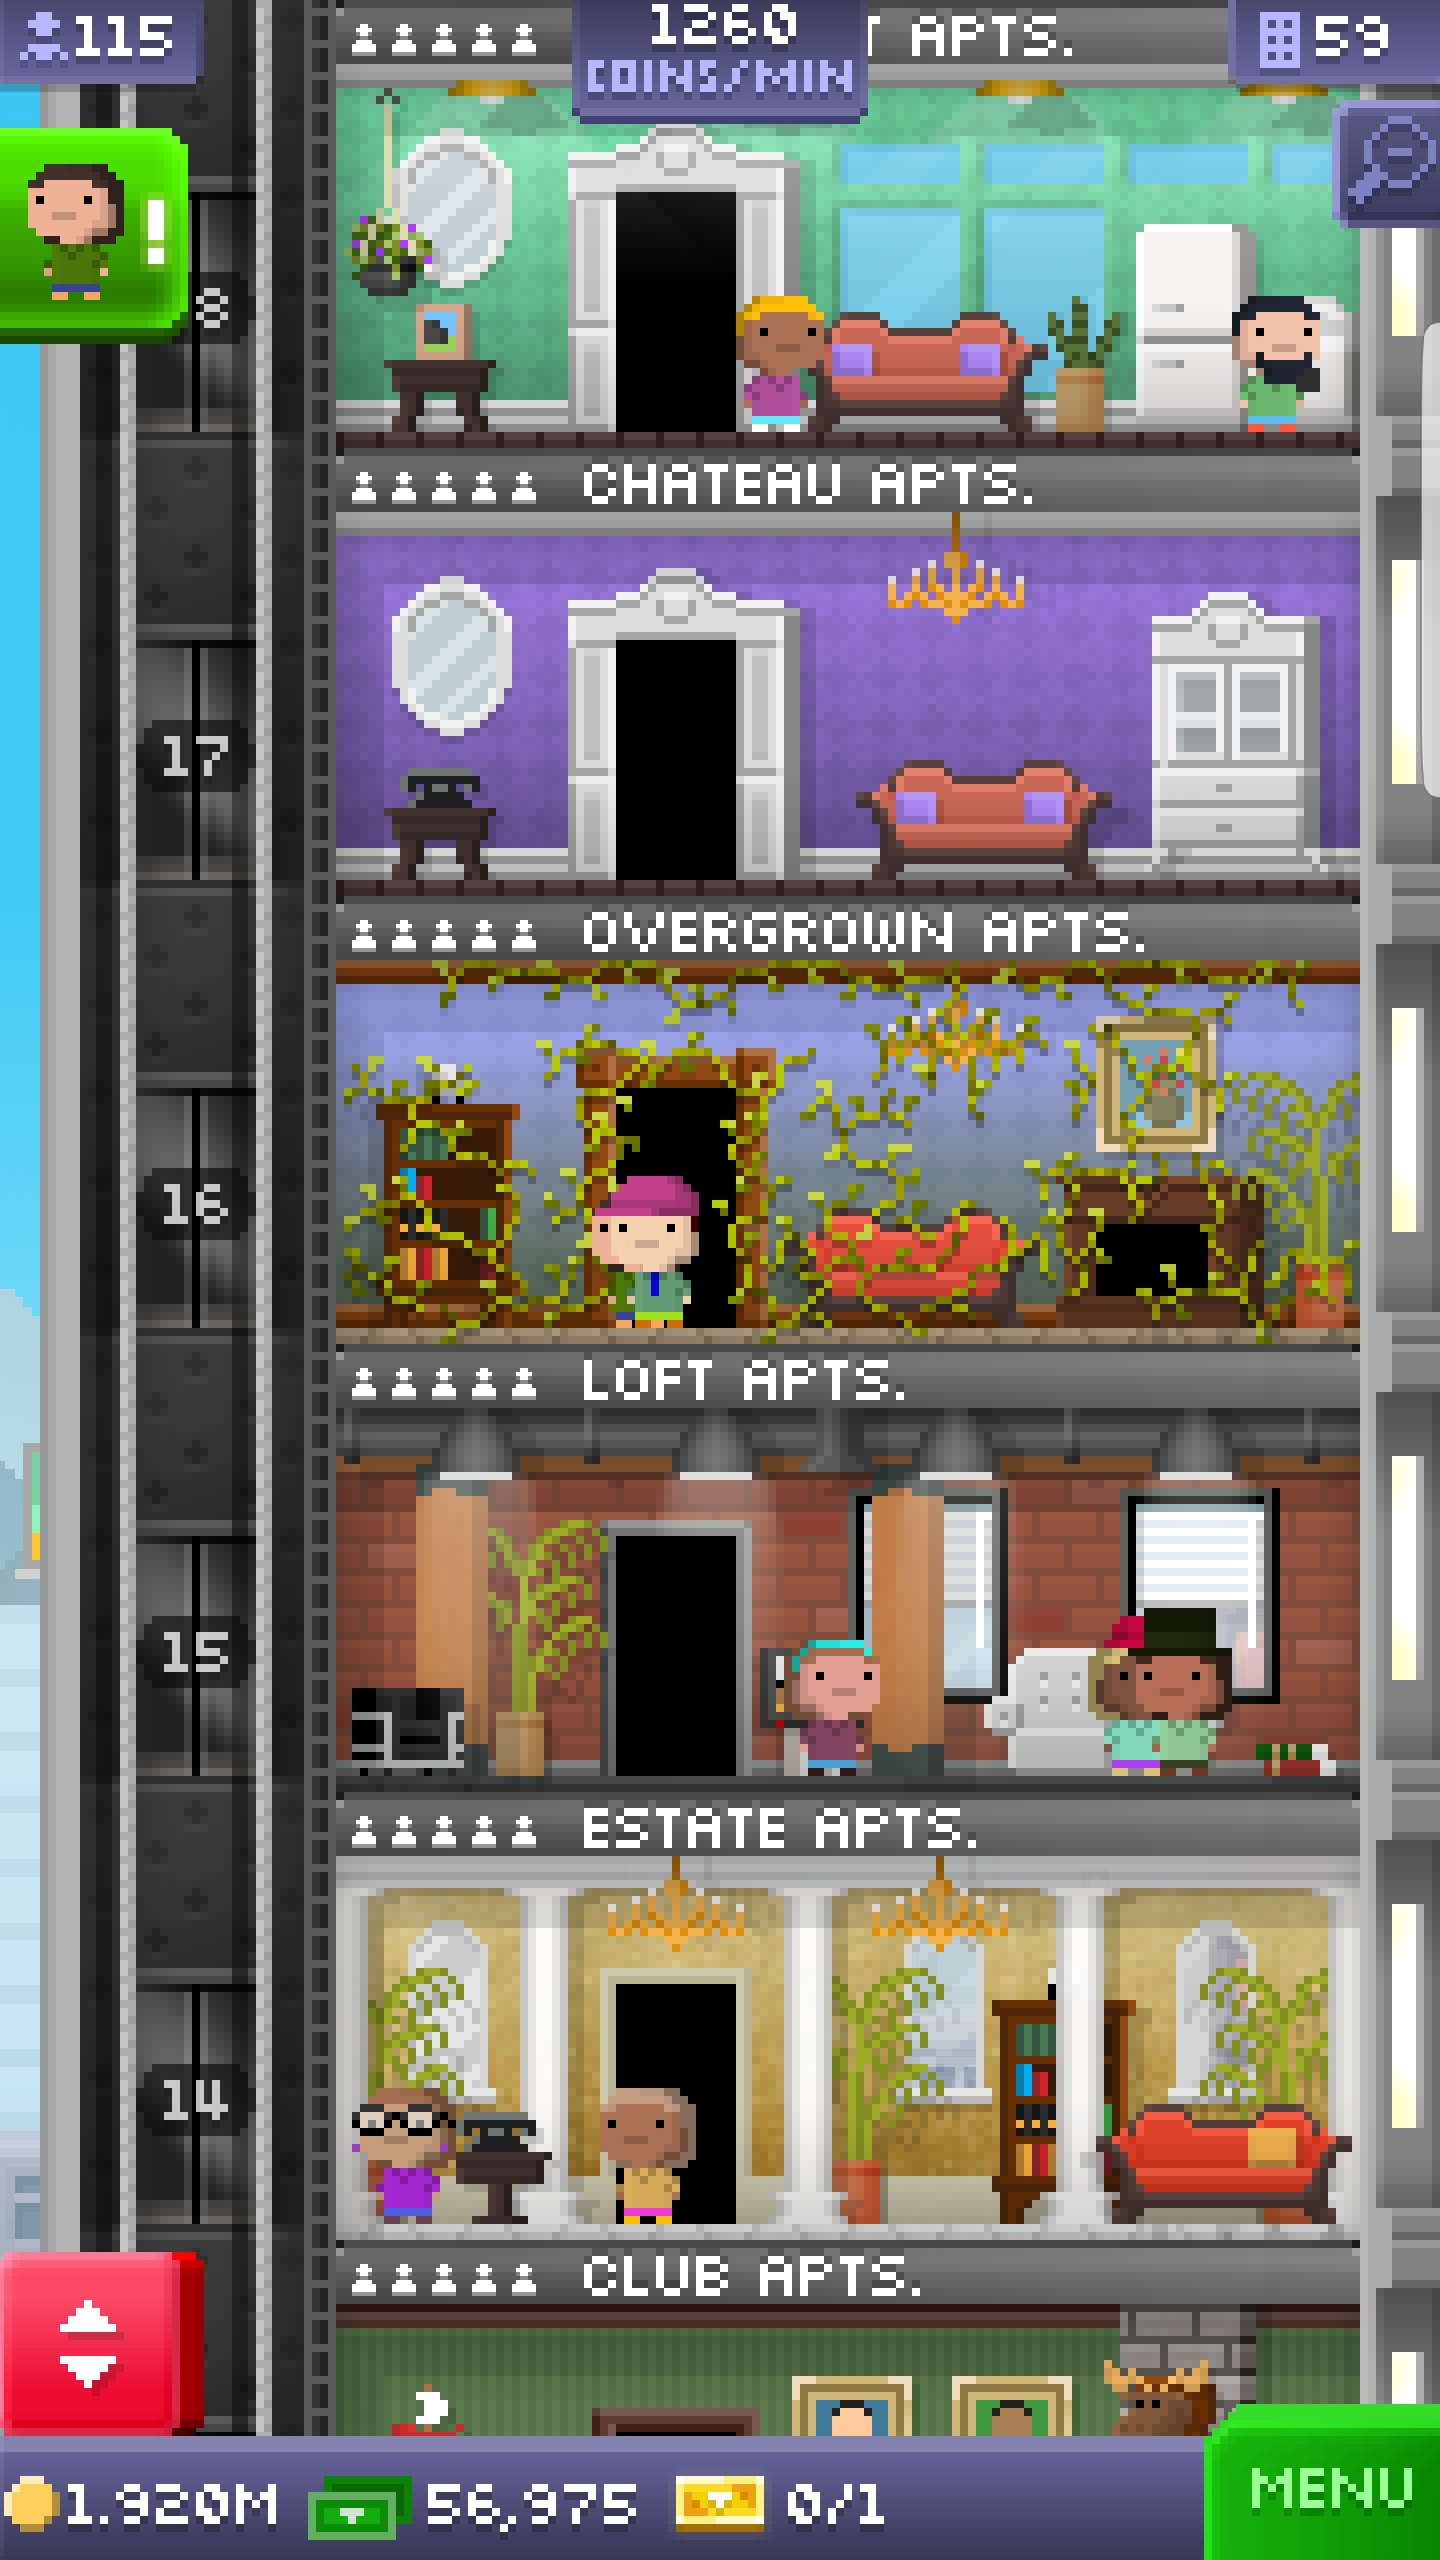 115
1260
COINS/MIN
APTS.
59
!
8
CHATEAU APTS.
17
OVERGROWN APTS.
16
LOFT APTS.
15
ESTATE APTS.
14
CLUB APTS.
1.920M
56,975
0/1
MENU